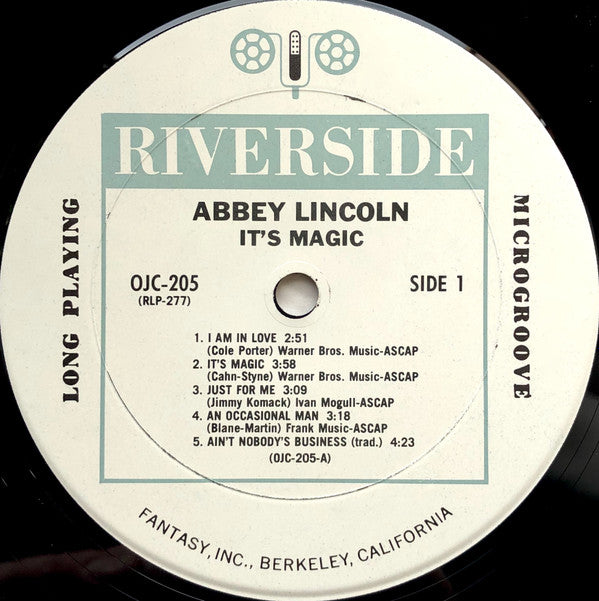 RIVERSIDE
ABBEY LINCOLN
IT'S MAGIC
LONG PLAYING
MICROGROOVE
OJC-205
(RLP-277)
SIDE 1
1. I AM IN LOVE 2:51
(Cole Porter) Warner Bros. Music-ASCAP
2. IT'S MAGIC 3:58
(Cahn-Styne) Warner Bros. Music-ASCAP
3. JUST FOR ME 3:09
(Jimmy Komack) Ivan Mogull-ASCAP
4. AN OCCASIONAL MAN 3:18
(Blane-Martin) Frank Music-ASCAP
5. AIN'T NOBODY'S BUSINESS (trad.) 4:23
(OJC-205-A)
FANTASY, INC., BERKELEY, CALIFORNIA